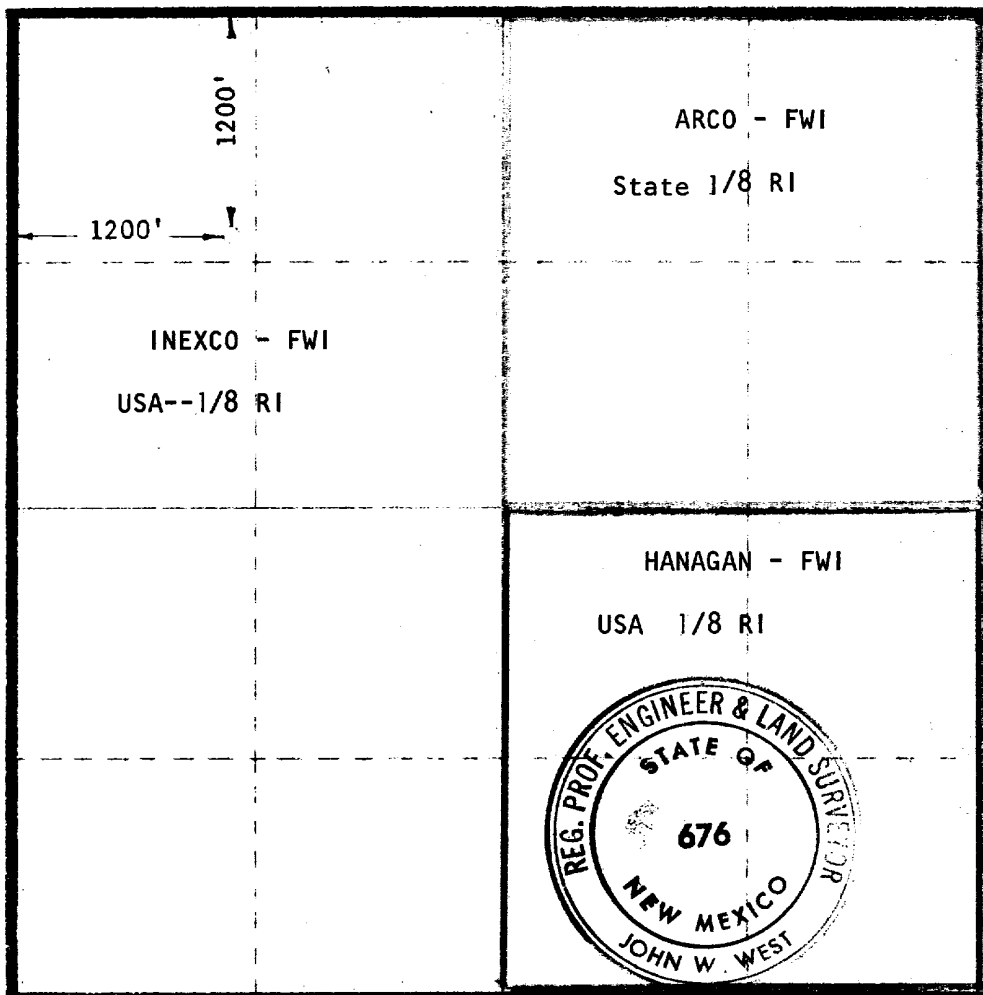 1200'
1200'
ARCO - FWI
State 1/8 RI
INEXCO - FWI
USA--1/8 RI
HANAGAN - FWI
USA 1/8 RI
REG. PROF. ENGINEER & LAND SURVEYOR
STATE OF
676
NEW MEXICO
JOHN W. WEST